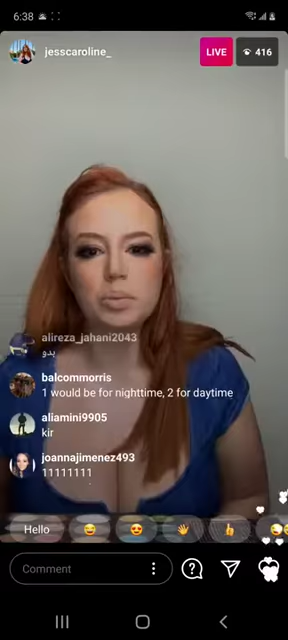 6:38
jesscaroline_
LIVE
416
alireza_jahani2043
یدو
balcommorris
1 would be for nighttime, 2 for daytime
aliamini9905
kir
joannajimenez493
11111111
Hello
Comment